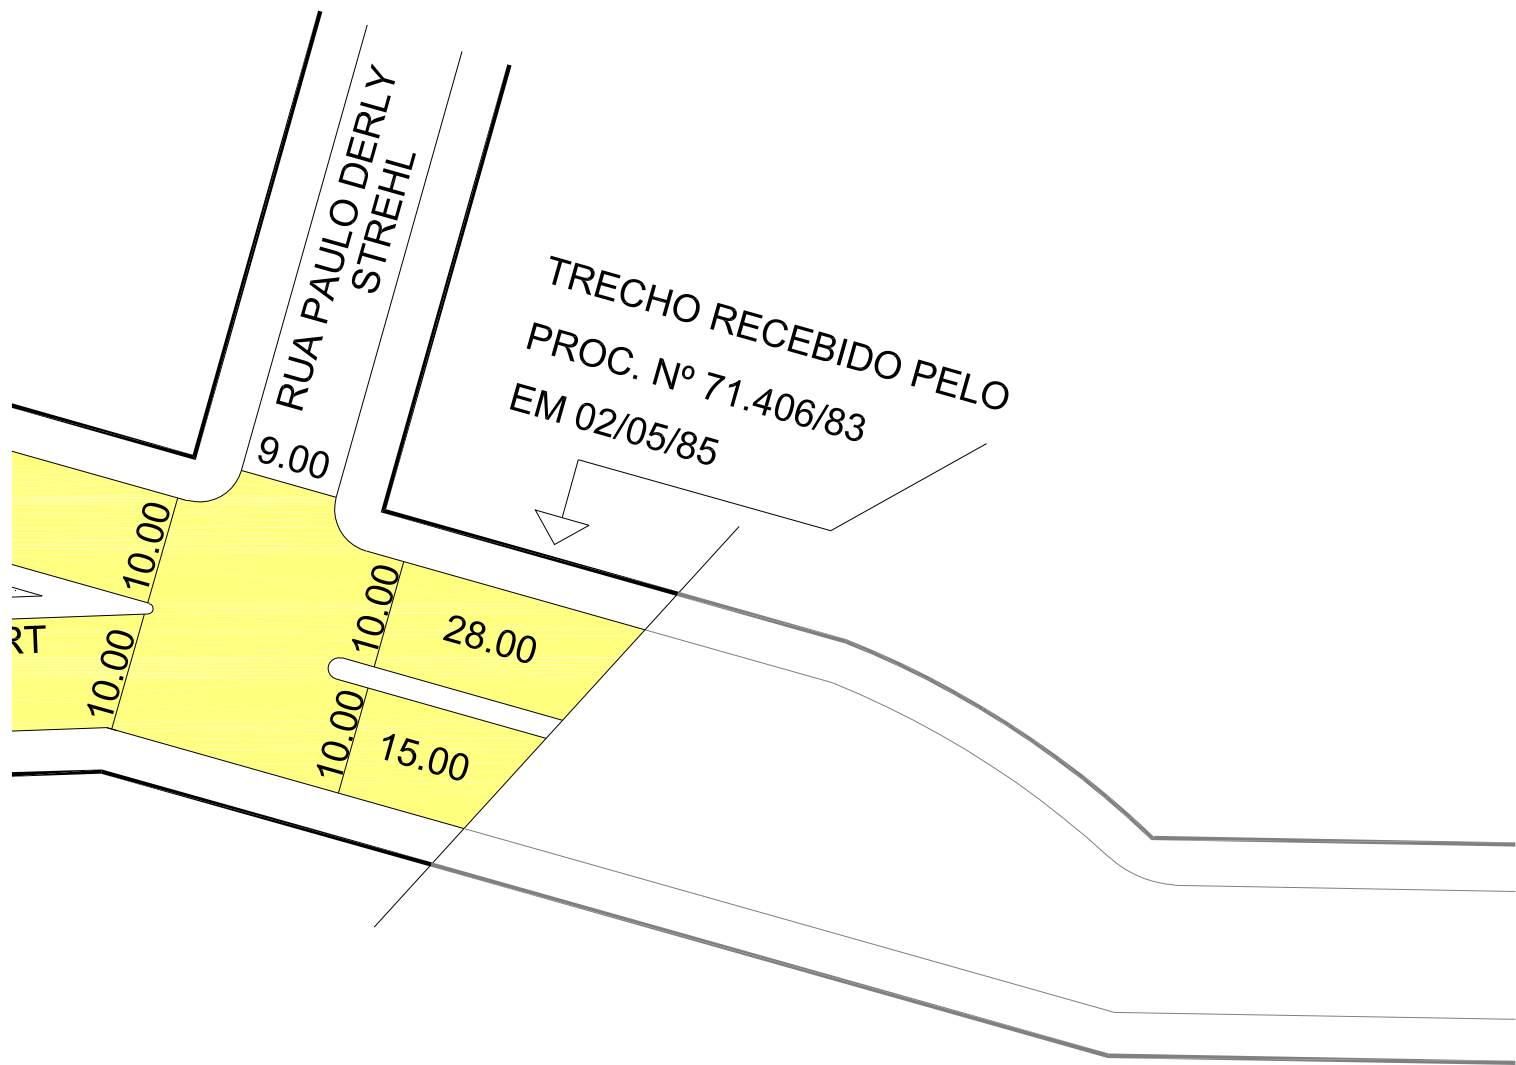 RUA PAULO DERLY
STREHL
TRECHO RECEBIDO PELO
PROC. Nº 71.406/83
EM 02/05/85
9.00
10.00
10.00
28.00
RT
10.00
10.00
15.00